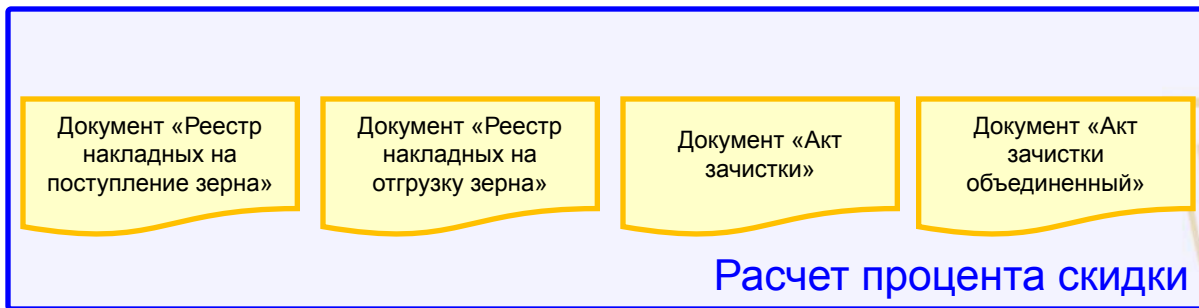 Документ «Реестр
накладных на
поступление зерна»
Документ «Реестр
накладных на
отгрузку зерна»
Документ «Акт
зачистки»
Документ «Акт
зачистки
объединенный»
Расчет процента скидки